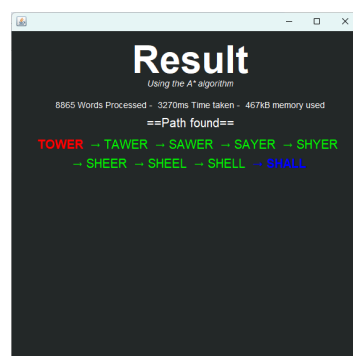 Result
Using the A* algorithm
8865 Words Processed - 3270ms Time taken - 467kB memory used
==Path found==
TOWER → TAWER → SAWER → SAYER → SHYER
→ SHEER → SHEEL → SHELL → SHALL